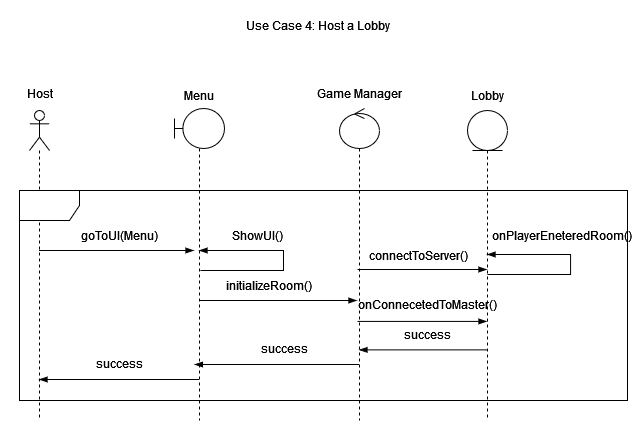 Use Case 4: Host a Lobby
Host
Menu
Game Manager
Lobby
goToUI(Menu)
ShowUI()
onPlayerEneteredRoom()
connectToServer()
initializeRoom()
onConnecetedToMaster()
success
success
success